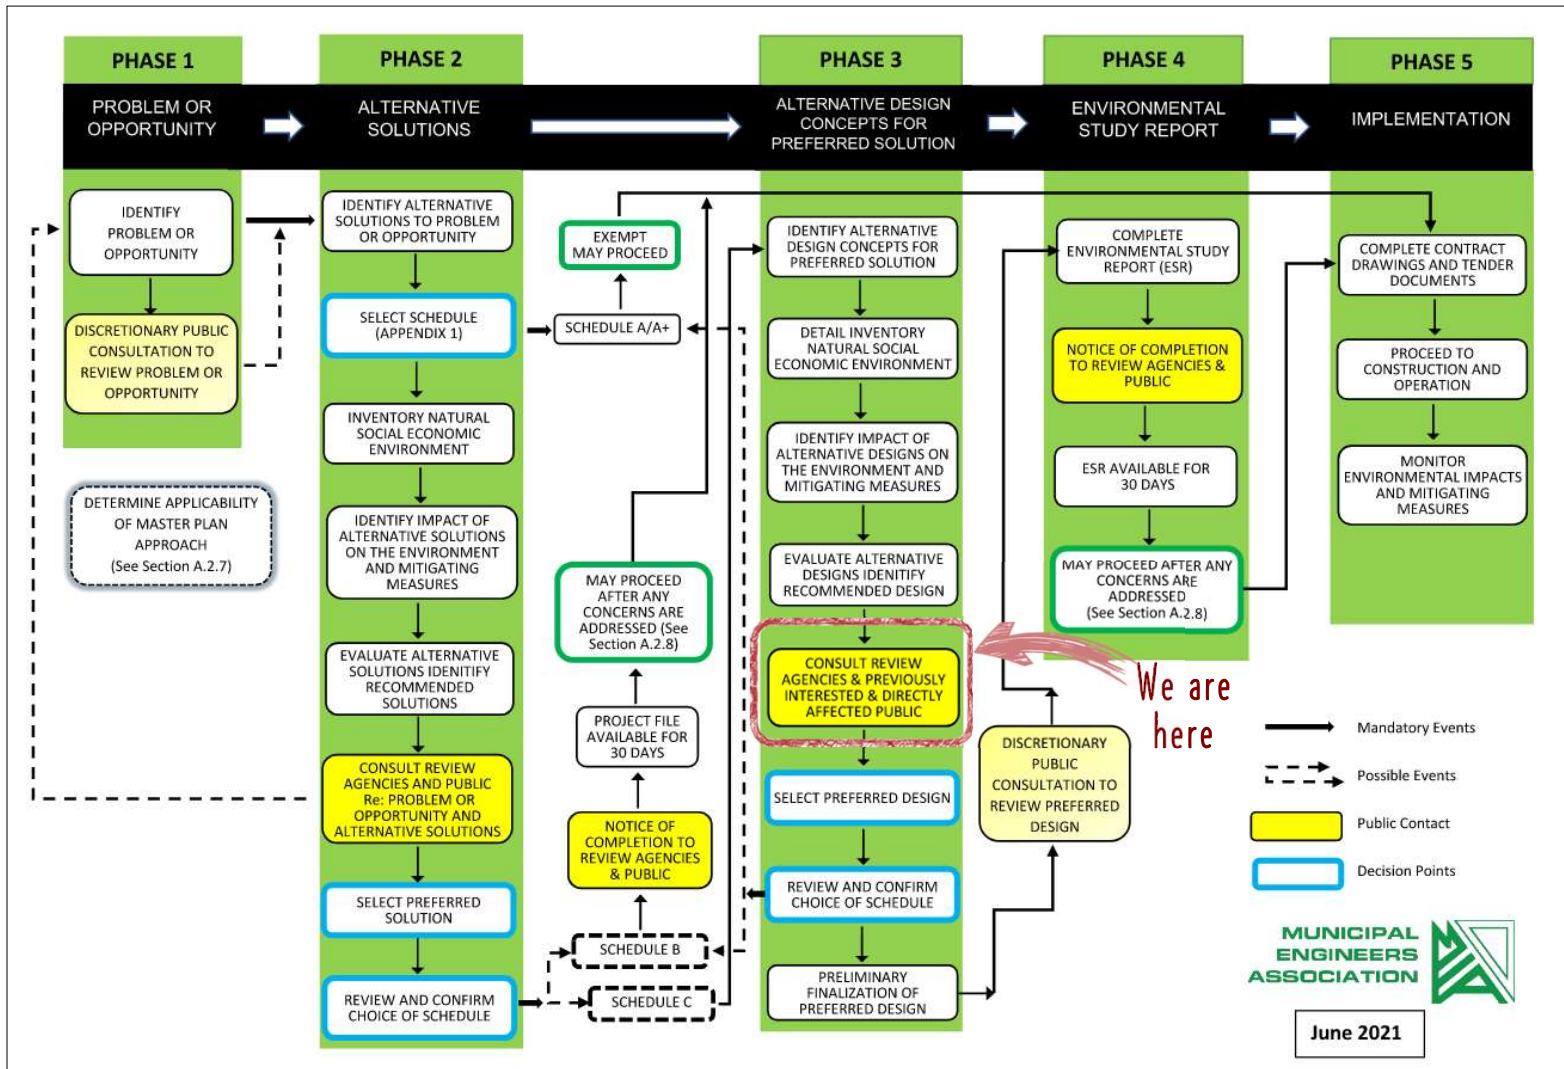 PHASE 1
PROBLEM OR
OPPORTUNITY
IDENTIFY
PROBLEM OR
OPPORTUNITY
DISCRETIONARY PUBLIC
CONSULTATION TO
REVIEW PROBLEM OR
OPPORTUNITY
DETERMINE APPLICABILITY
OF MASTER PLAN
APPROACH
(See Section A.2.7)
PHASE 2
ALTERNATIVE
SOLUTIONS
IDENTIFY ALTERNATIVE
SOLUTIONS TO PROBLEM
OR OPPORTUNITY
SELECT SCHEDULE
(APPENDIX 1)
INVENTORY NATURAL
SOCIAL ECONOMIC
ENVIRONMENT
IDENTIFY IMPACT OF
ALTERNATIVE SOLUTIONS
ON THE ENVIRONMENT
AND MITIGATING
MEASURES
EVALUATE ALTERNATIVE
SOLUTIONS IDENTIFY
RECOMMENDED
SOLUTIONS
CONSULT REVIEW
AGENCIES AND PUBLIC
Re: PROBLEM OR
OPPORTUNITY AND
ALTERNATIVE SOLUTIONS
SELECT PREFERRED
SOLUTION
REVIEW AND CONFIRM
CHOICE OF SCHEDULE
EXEMPT
MAY PROCEED
SCHEDULE A/A+
MAY PROCEED
AFTER ANY
CONCERNS ARE
ADDRESSED (See
Section A.2.8)
PROJECT FILE
AVAILABLE FOR
30 DAYS
NOTICE OF
COMPLETION TO
REVIEW AGENCIES
& PUBLIC
SCHEDULE B
SCHEDULE C
PHASE 3
ALTERNATIVE DESIGN
CONCEPTS FOR
PREFERRED SOLUTION
IDENTIFY ALTERNATIVE
DESIGN CONCEPTS FOR
PREFERRED SOLUTION
DETAIL INVENTORY
NATURAL SOCIAL
ECONOMIC ENVIRONMENT
IDENTIFY IMPACT OF
ALTERNATIVE DESIGNS ON
THE ENVIRONMENT AND
MITIGATING MEASURES
EVALUATE ALTERNATIVE
DESIGNS IDENTIFY
RECOMMENDED DESIGN
CONSULT REVIEW
AGENCIES & PREVIOUSLY
INTERESTED & DIRECTLY
AFFECTED PUBLIC
SELECT PREFERRED DESIGN
REVIEW AND CONFIRM
CHOICE OF SCHEDULE
PRELIMINARY
FINALIZATION OF
PREFERRED DESIGN
We are
here
DISCRETIONARY
PUBLIC
CONSULTATION TO
REVIEW PREFERRED
DESIGN
PHASE 4
ENVIRONMENTAL
STUDY REPORT
COMPLETE
ENVIRONMENTAL STUDY
REPORT (ESR)
NOTICE OF COMPLETION
TO REVIEW AGENCIES &
PUBLIC
ESR AVAILABLE FOR
30 DAYS
MAY PROCEED AFTER ANY
CONCERNS ARE
ADDRESSED
(See Section A.2.8)
PHASE 5
IMPLEMENTATION
COMPLETE CONTRACT
DRAWINGS AND TENDER
DOCUMENTS
PROCEED TO
CONSTRUCTION AND
OPERATION
MONITOR
ENVIRONMENTAL IMPACTS
AND MITIGATING
MEASURES
Mandatory Events
Possible Events
Public Contact
Decision Points
MUNICIPAL
ENGINEERS
ASSOCIATION
June 2021